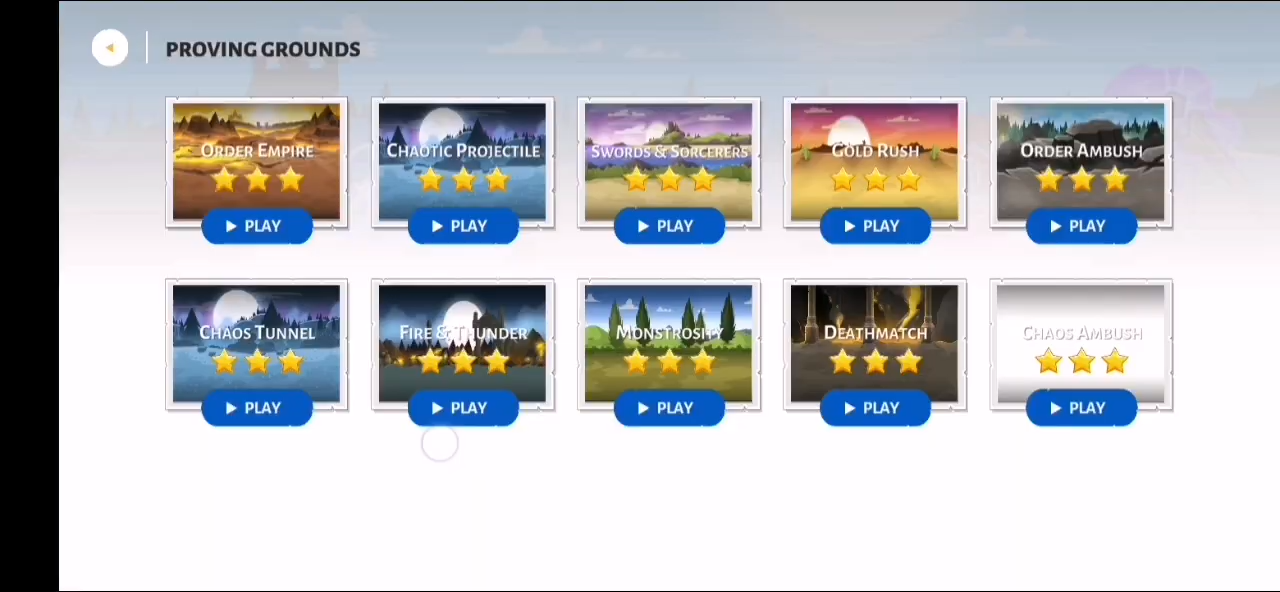 PROVING GROUNDS
Order Empire
Chaotic Projectile
Swords & Sorcerers
Gold Rush
Order Ambush
PLAY
PLAY
PLAY
PLAY
PLAY
Chaos Tunnel
Fire & Thunder
Monstrosity
Deathmatch
Chaos Ambush
PLAY
PLAY
PLAY
PLAY
PLAY